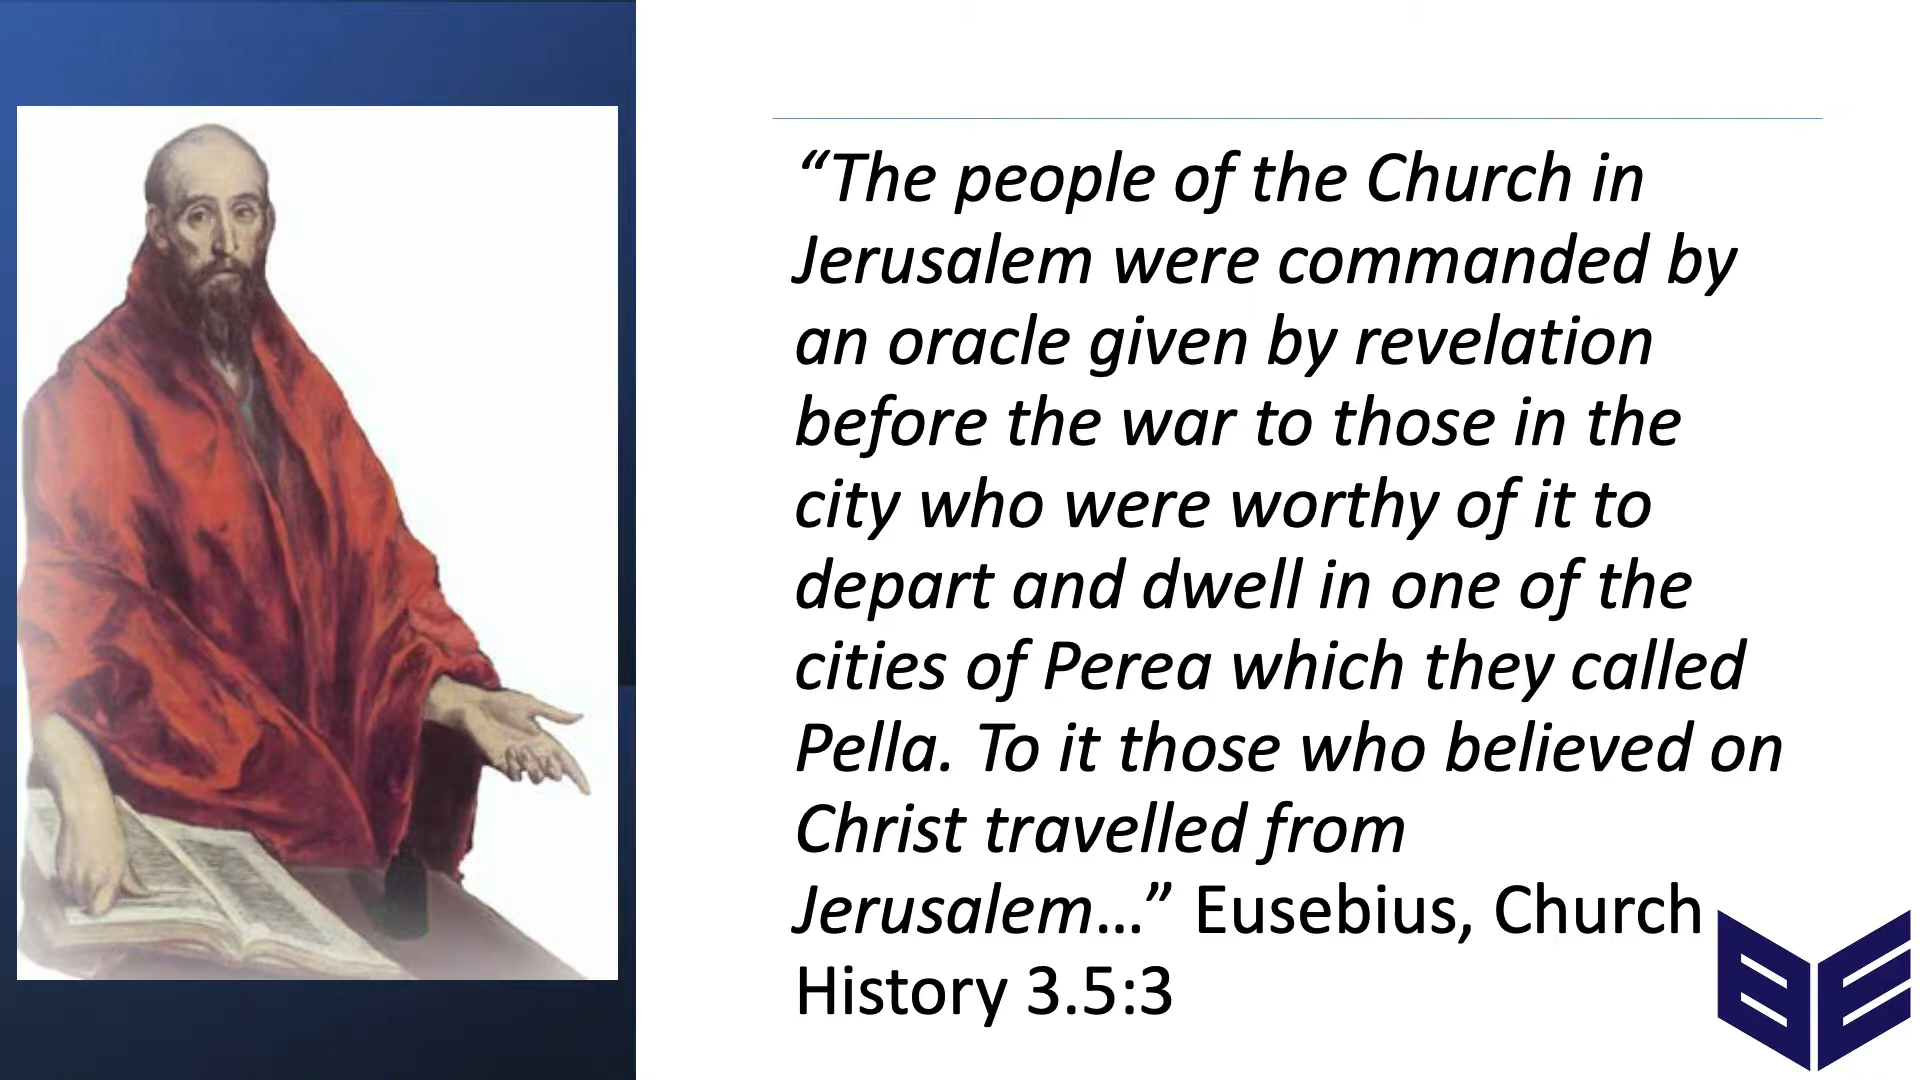 “The people of the Church in
Jerusalem were commanded by
an oracle given by revelation
before the war to those in the
city who were worthy of it to
depart and dwell in one of the
cities of Perea which they called
Pella. To it those who believed on
Christ travelled from
Jerusalem…” Eusebius, Church
History 3.5:3
BE